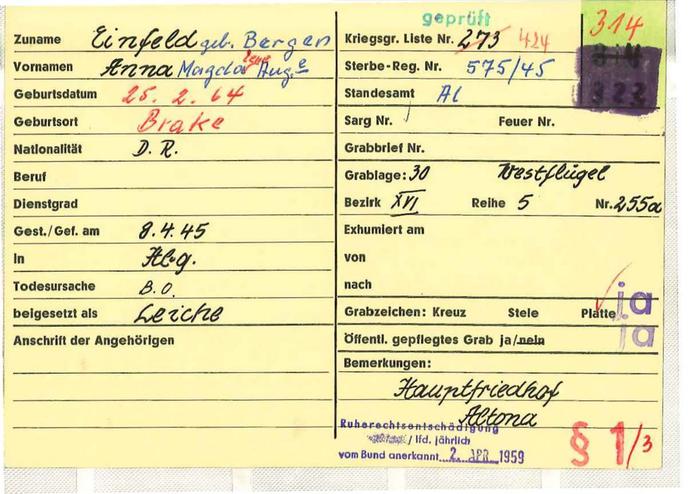 Zuname Einfeld geb. Bergen
Vornamen Anna Magda Aug.e
Geburtsdatum 25. 2. 64
Geburtsort Brake
Nationalität D. R.
Beruf
Dienstgrad
Gest./Gef. am 8.4.45
In Hbg.
Todesursache B.O.
beigesetzt als Leiche
Anschrift der Angehörigen
geprüft
Kriegsgr. Liste Nr. 273 424
314
322
Sterbe-Reg. Nr. 575/45
Standesamt Al
Sarg Nr. Feuer Nr.
Grabbrief Nr.
Grablage: 30 Westflügel
Bezirk XVI Reihe 5 Nr. 255a
Exhumiert am
von
nach
Grabzeichen: Kreuz Stele Platte ja
Öffentl. gepflegtes Grab ja/nein ja
Bemerkungen:
Hauptfriedhof
Altona
Ruherechtsentschädigung
/ lfd. jährlich
vom Bund anerkannt 2. APR. 1959
§ 1/3